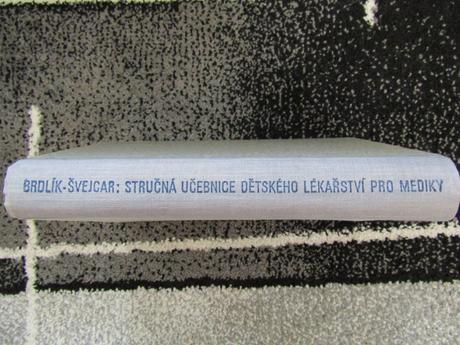 BRDLÍK-ŠVEJCAR: STRUČNÁ UČEBNICE DĚTSKÉHO LÉKAŘSTVÍ PRO MEDIKY